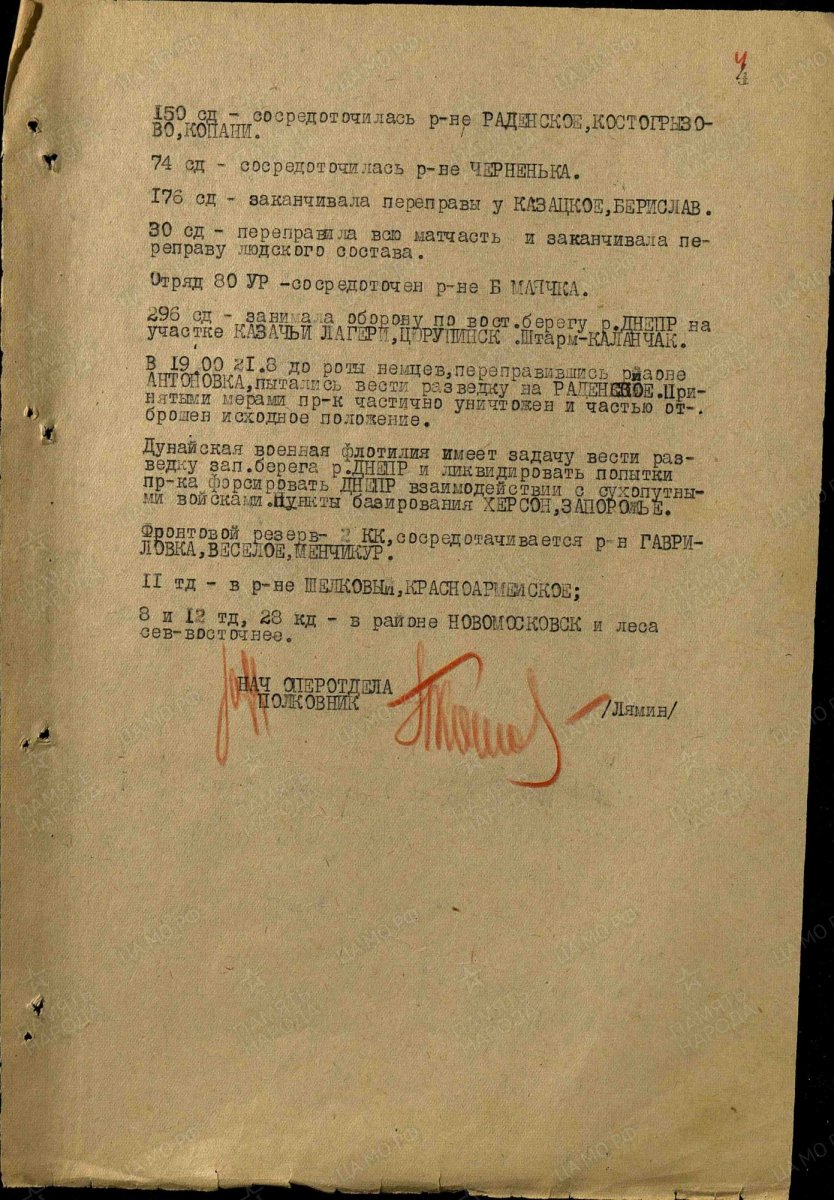 4
4
150 сд - сосредоточилась р-не РАДЕНСКОЕ,КОСТОГРЫЗО-
ВО,КОПАНИ.
74 сд - сосредоточилась р-не ЧЕРНЕНЬКА.
176 сд - заканчивала переправы у КАЗАЦКОЕ,БЕРИСЛАВ.
30 сд - переправила всю матчасть и заканчивала пе-
реправу людского состава.
Отряд 80 УР -сосредоточен р-не Б МАЯЧКА.
296 сд - занимала оборону по вост.берегу р.ДНЕПР на
участке КАЗАЧЬИ ЛАГЕРИ,ЦЮРУПИНСК .Штарм-КАЛАНЧАК.
В 19.00 21.8 до роты немцев,переправившись районе
АНТОНОВКА,пытались вести разведку на РАДЕНСКОЕ.При-
нятыми мерами пр-к частично уничтожен и частью от-
брошен исходное положение.
Дунайская военная флотилия имеет задачу вести раз-
ведку зап.берега р.ДНЕПР и ликвидировать попытки
пр-ка форсировать ДНЕПР взаимодействии с сухопутны-
ми войсками.Пункты базирования ХЕРСОН,ЗАПОРОЖЬЕ.
Фронтовой резерв- 2 КК,сосредотачивается р-н ГАВРИ-
ЛОВКА,ВЕСЕЛОЕ,МЕНЧИКУР.
11 тд - в р-не ШЕЛКОВЫЙ,КРАСНОАРМЕЙСКОЕ;
8 и 12 тд, 28 кд - в районе НОВОМОСКОВСК и леса
сев-восточнее.
НАЧ ОПЕРОТДЕЛА
ПОЛКОВНИК
/Лямин/